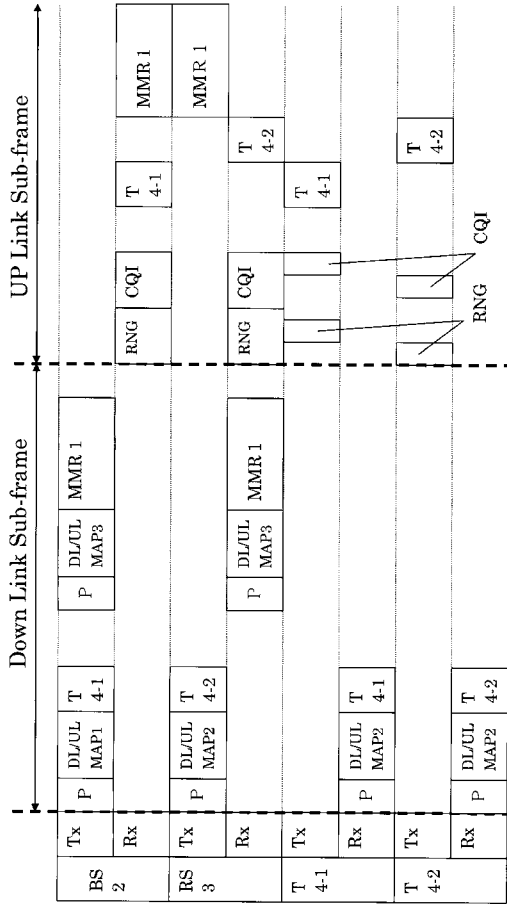 Down Link Sub-frame
UP Link Sub-frame
BS
2
Tx
P
DL/UL
MAP1
T
4-1
P
DL/UL
MAP3
MMR 1
Rx
RNG
CQI
T
4-1
MMR 1
RS
3
Tx
P
DL/UL
MAP2
T
4-2
MMR 1
Rx
P
DL/UL
MAP3
MMR 1
RNG
CQI
T
4-2
T
4-1
Tx
T
4-1
Rx
P
DL/UL
MAP2
T
4-1
RNG
CQI
T
4-2
Tx
T
4-2
Rx
P
DL/UL
MAP2
T
4-2